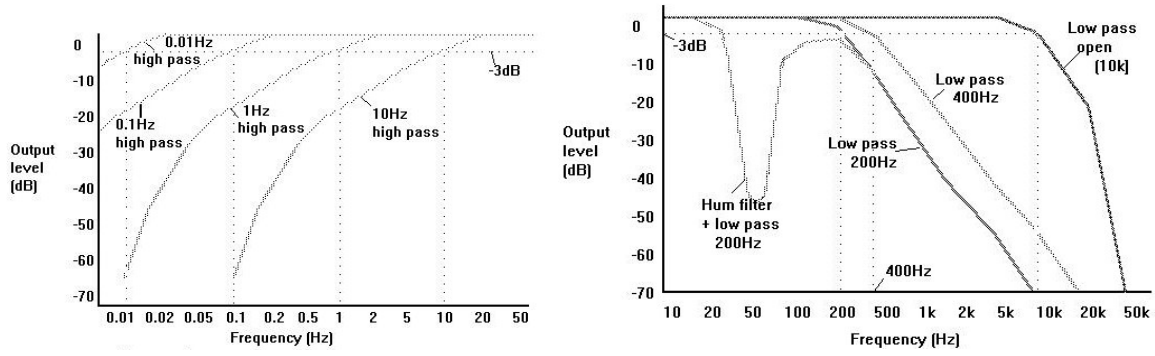 0
-10
-20
-30
-40
-50
-60
-70
Output
level
(dB)
0.01Hz
high pass
0.1Hz
high pass
1Hz
high pass
10Hz
high pass
-3dB
0.01 0.02 0.05 0.1 0.2 0.5 1 2 5 10 20 50
Frequency (Hz)
0
-3dB
-10
-20
-30
-40
-50
-60
-70
Output
level
(dB)
Low pass
open
(10k)
Low pass
400Hz
Low pass
200Hz
Hum filter
+ low pass
200Hz
400Hz
10 20 50 100 200 500 1k 2k 5k 10k 20k 50k
Frequency (Hz)